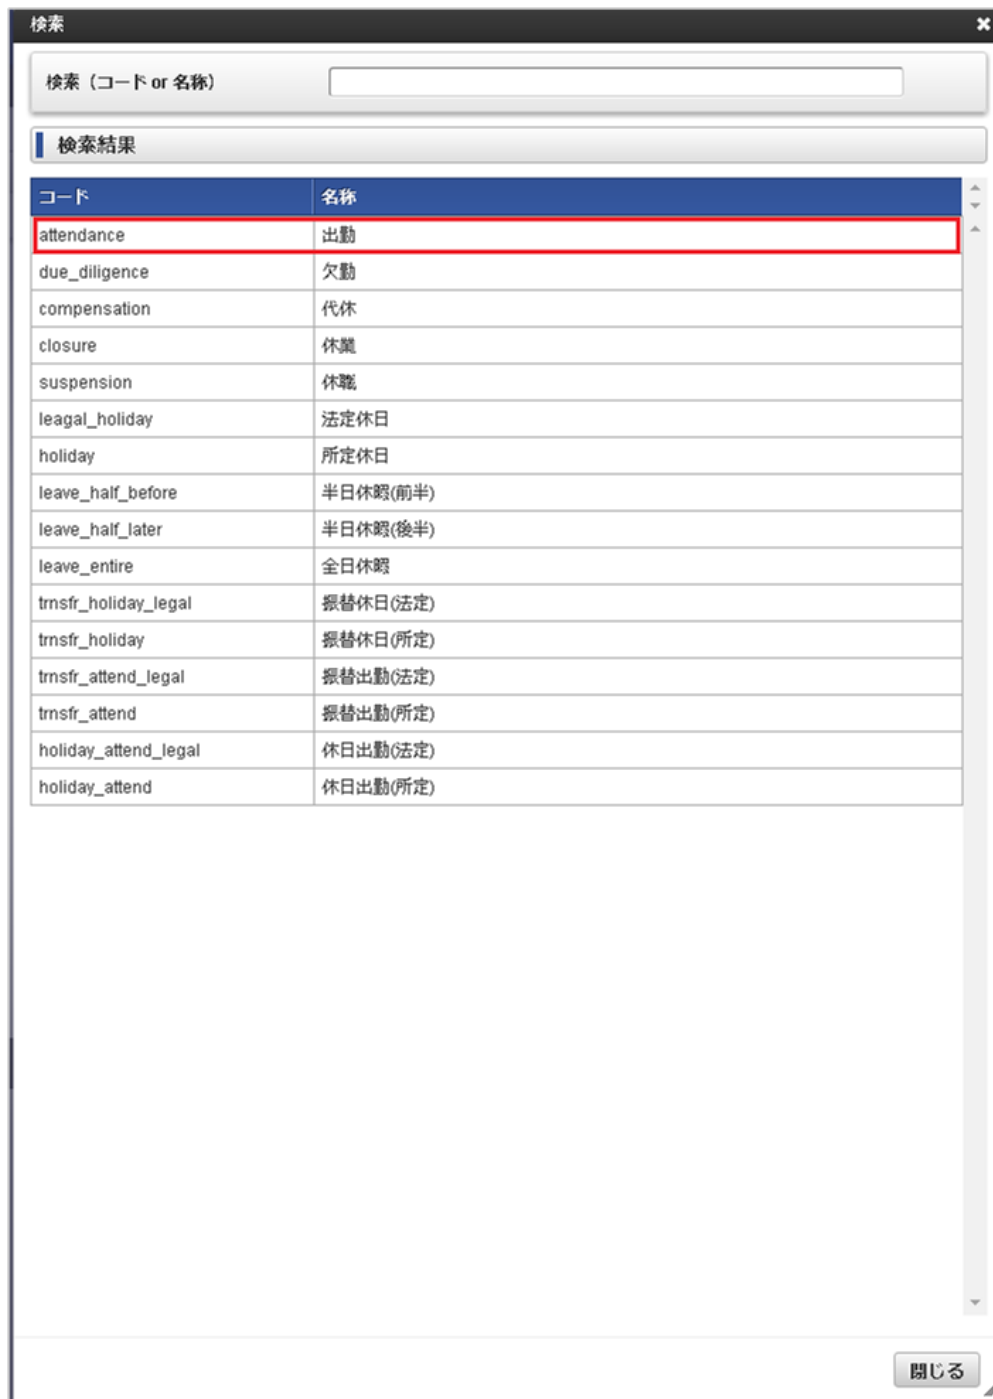 検索
検索（コード or 名称）
検索結果
コード 名称
attendance 出勤
due_diligence 欠勤
compensation 代休
closure 休業
suspension 休職
leagal_holiday 法定休日
holiday 所定休日
leave_half_before 半日休暇(前半)
leave_half_later 半日休暇(後半)
leave_entire 全日休暇
trnsfr_holiday_legal 振替休日(法定)
trnsfr_holiday 振替休日(所定)
trnsfr_attend_legal 振替出勤(法定)
trnsfr_attend 振替出勤(所定)
holiday_attend_legal 休日出勤(法定)
holiday_attend 休日出勤(所定)
閉じる